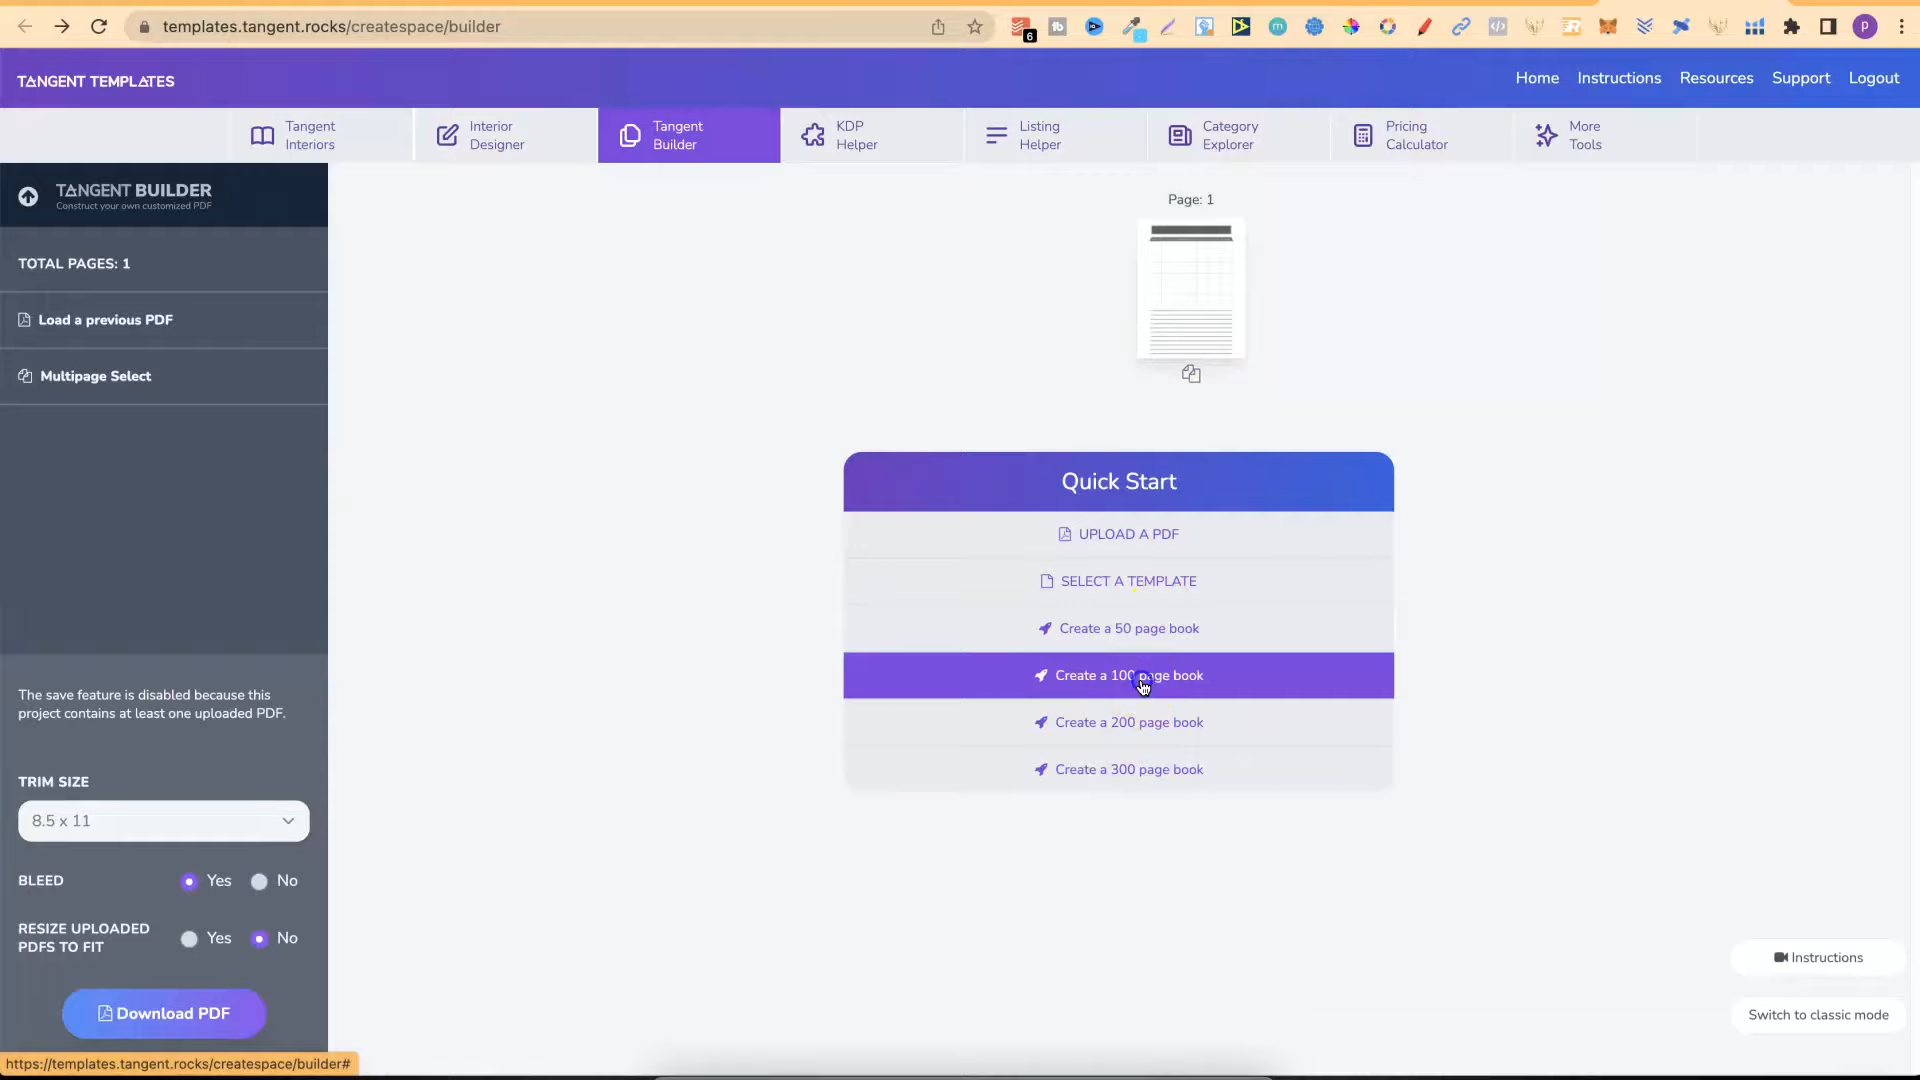 templates.tangent.rocks/createspace/builder
6
P
TANGENT TEMPLATES
Home
Instructions
Resources
Support
Logout
Tangent
Interiors
Interior
Designer
Tangent
Builder
KDP
Helper
Listing
Helper
Category
Explorer
Pricing
Calculator
More
Tools
TANGENT BUILDER
Construct your own customized PDF
TOTAL PAGES: 1
Load a previous PDF
Multipage Select
Page: 1
Quick Start
UPLOAD A PDF
SELECT A TEMPLATE
Create a 50 page book
Create a 100 page book
Create a 200 page book
Create a 300 page book
The save feature is disabled because this
project contains at least one uploaded PDF.
TRIM SIZE
8.5 x 11
BLEED
Yes
No
RESIZE UPLOADED
PDFS TO FIT
Yes
No
Download PDF
Instructions
Switch to classic mode
https://templates.tangent.rocks/createspace/builder#